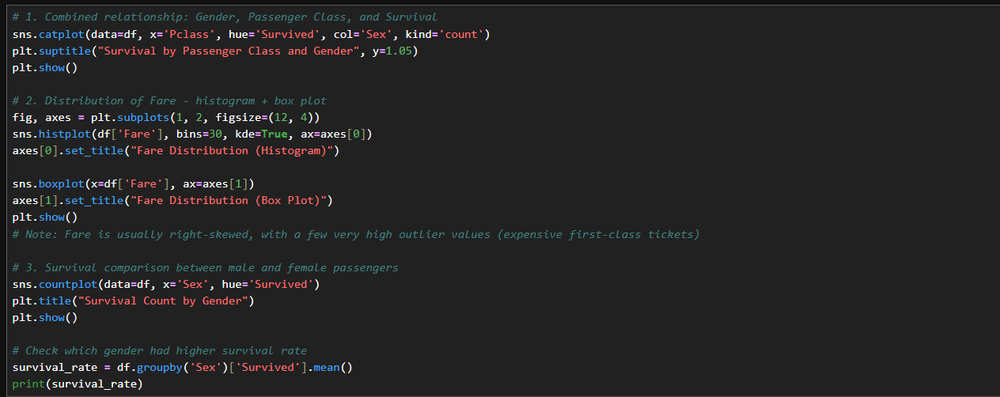 # 1. Combined relationship: Gender, Passenger Class, and Survival
sns.catplot(data=df, x='Pclass', hue='Survived', col='Sex', kind='count')
plt.suptitle("Survival by Passenger Class and Gender", y=1.05)
plt.show()

# 2. Distribution of Fare - histogram + box plot
fig, axes = plt.subplots(1, 2, figsize=(12, 4))
sns.histplot(df['Fare'], bins=30, kde=True, ax=axes[0])
axes[0].set_title("Fare Distribution (Histogram)")

sns.boxplot(x=df['Fare'], ax=axes[1])
axes[1].set_title("Fare Distribution (Box Plot)")
plt.show()
# Note: Fare is usually right-skewed, with a few very high outlier values (expensive first-class tickets)

# 3. Survival comparison between male and female passengers
sns.countplot(data=df, x='Sex', hue='Survived')
plt.title("Survival Count by Gender")
plt.show()

# Check which gender had higher survival rate
survival_rate = df.groupby('Sex')['Survived'].mean()
print(survival_rate)